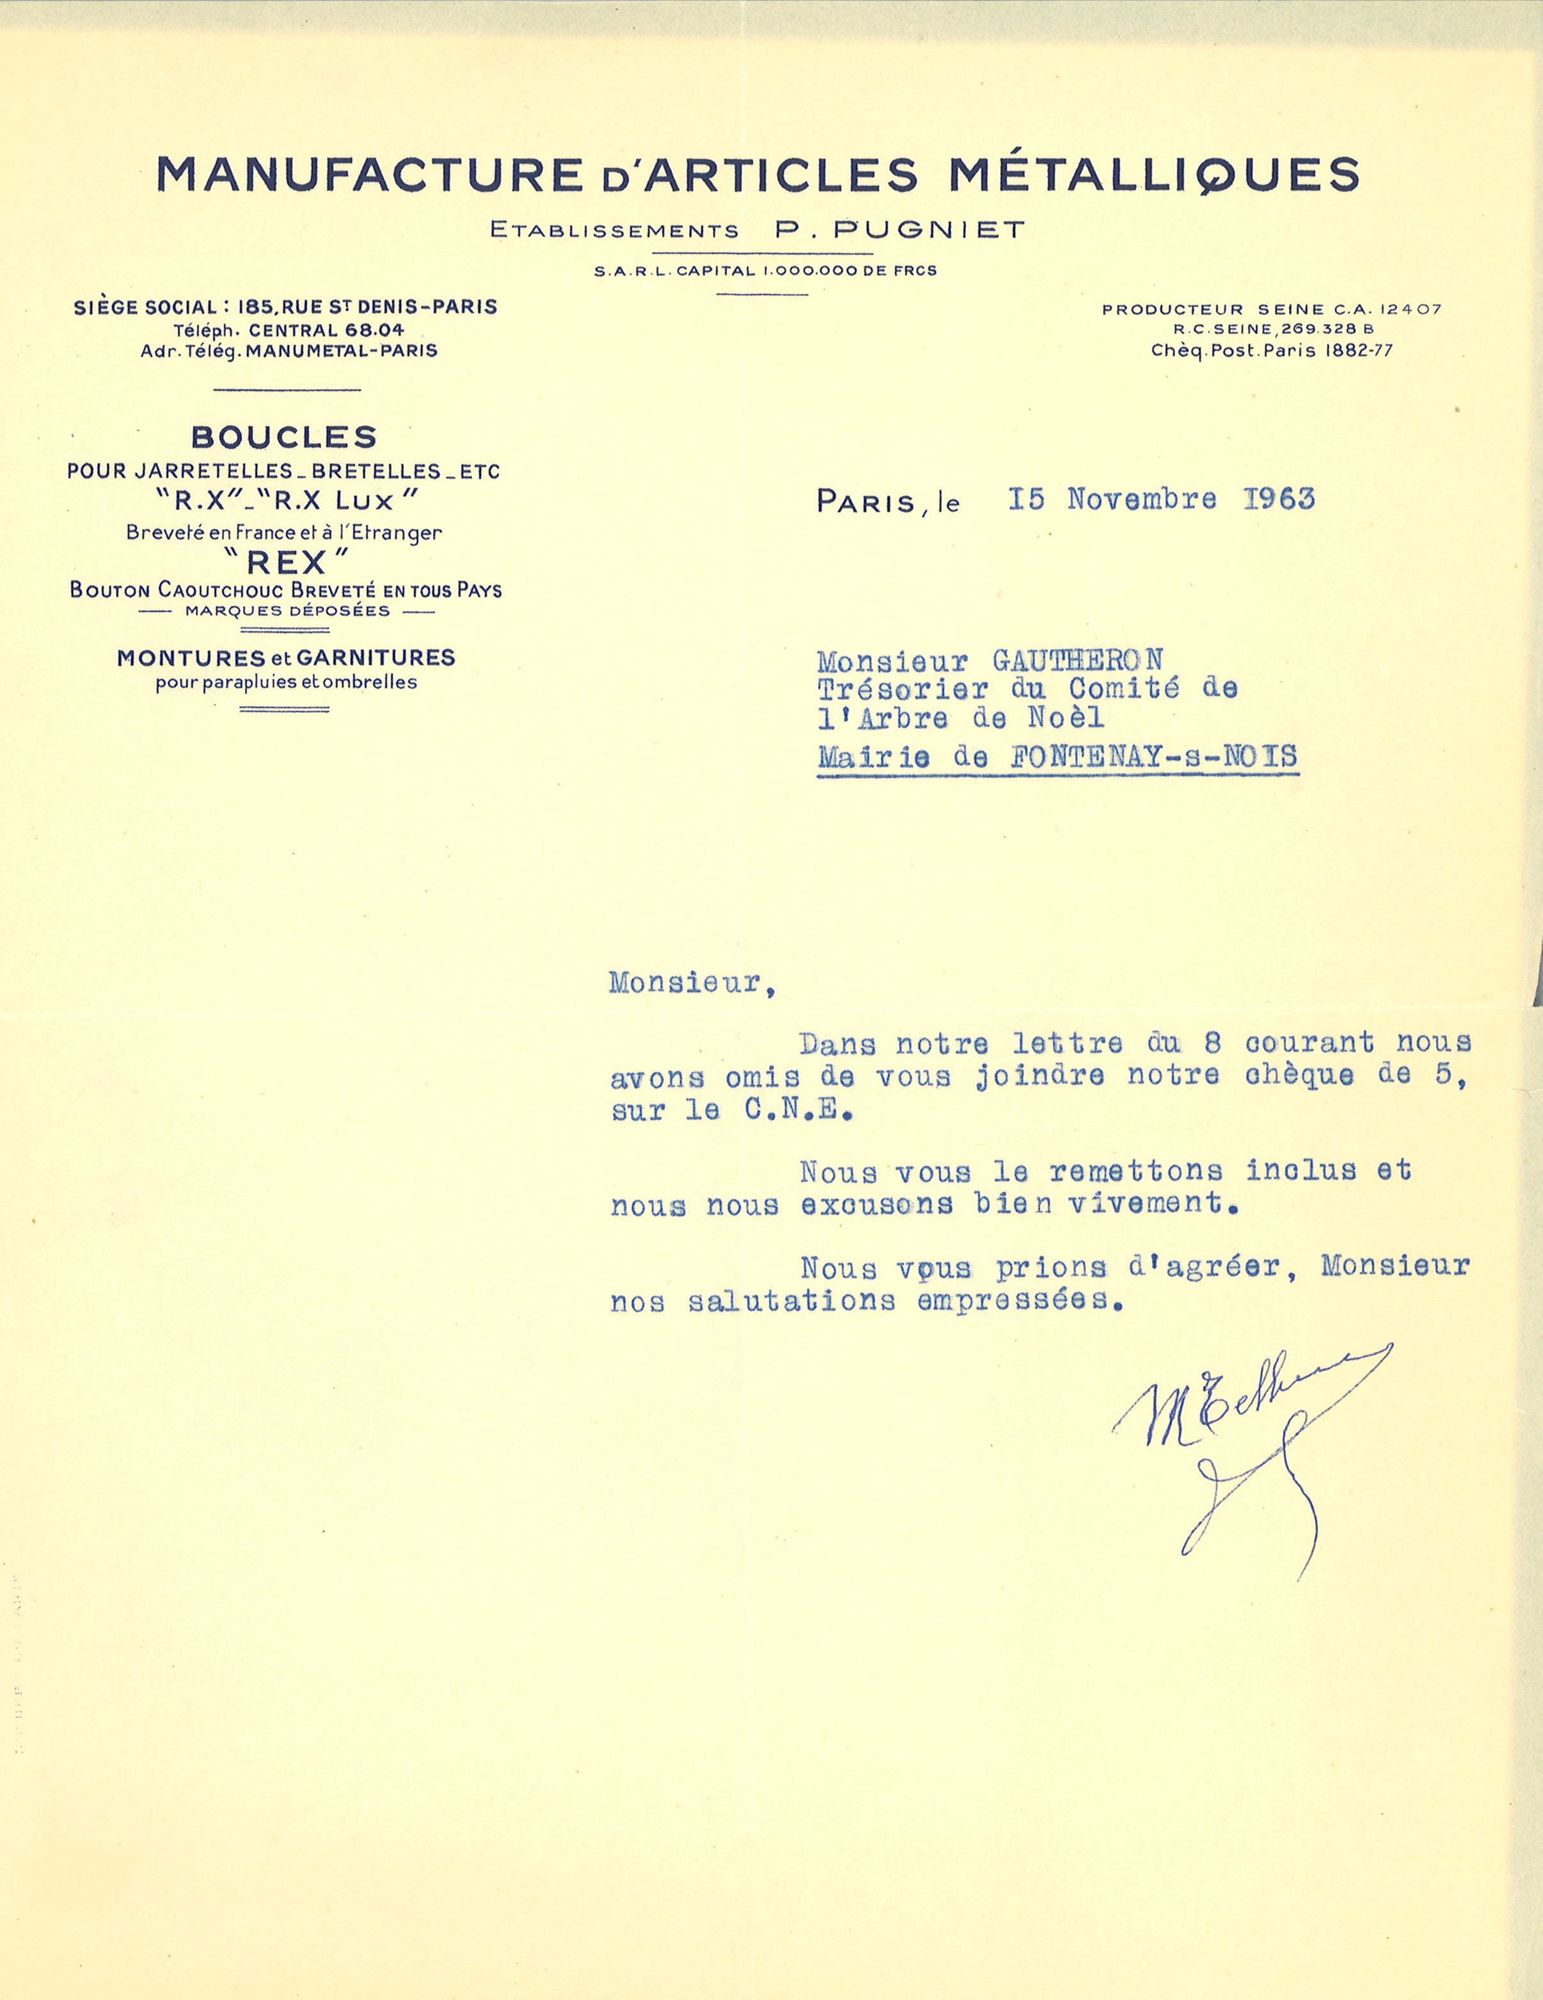 MANUFACTURE D'ARTICLES MÉTALLIQUES
ETABLISSEMENTS P. PUGNIET
S.A.R.L. CAPITAL 1.000.000 DE FRCS
SIÈGE SOCIAL : 185, RUE ST DENIS-PARIS
Téléph. CENTRAL 68.04
Adr. Télég. MANUMETAL-PARIS
PRODUCTEUR SEINE C.A. 12407
R.C. SEINE, 269.328 B
Chèq. Post. Paris 1882-77
BOUCLES
POUR JARRETELLES_BRETELLES_ETC
"R.X"_"R.X LUX"
Breveté en France et à l'Etranger
"REX"
BOUTON CAOUTCHOUC BREVETÉ EN TOUS PAYS
MARQUES DÉPOSÉES
MONTURES et GARNITURES
pour parapluies et ombrelles
PARIS, le 15 Novembre 1963
Monsieur GAUTHERON
Trésorier du Comité de
l'Arbre de Noèl
Mairie de FONTENAY-s-NOIS
Monsieur,
Dans notre lettre du 8 courant nous
avons omis de vous joindre notre chèque de 5,
sur le C.N.E.
Nous vous le remettons inclus et
nous nous excusons bien vivement.
Nous vous prions d'agréer, Monsieur
nos salutations empressées.